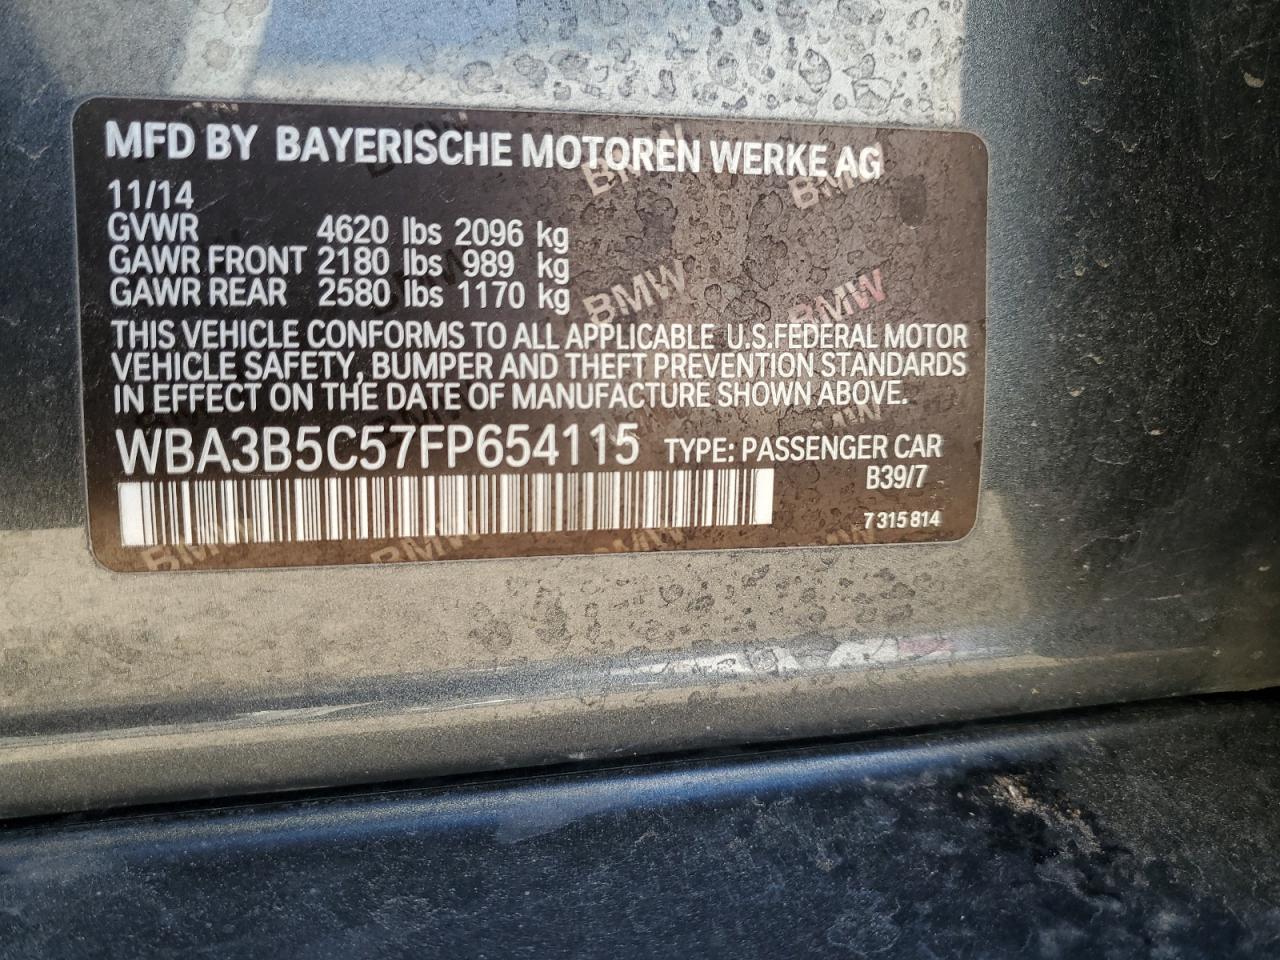 MFD BY BAYERISCHE MOTOREN WERKE AG
11/14
GVWR 4620 lbs 2096 kg
GAWR FRONT 2180 lbs 989 kg
GAWR REAR 2580 lbs 1170 kg
THIS VEHICLE CONFORMS TO ALL APPLICABLE U.S.FEDERAL MOTOR
VEHICLE SAFETY, BUMPER AND THEFT PREVENTION STANDARDS
IN EFFECT ON THE DATE OF MANUFACTURE SHOWN ABOVE.
WBA3B5C57FP654115 TYPE: PASSENGER CAR
B39/7
7 315 814